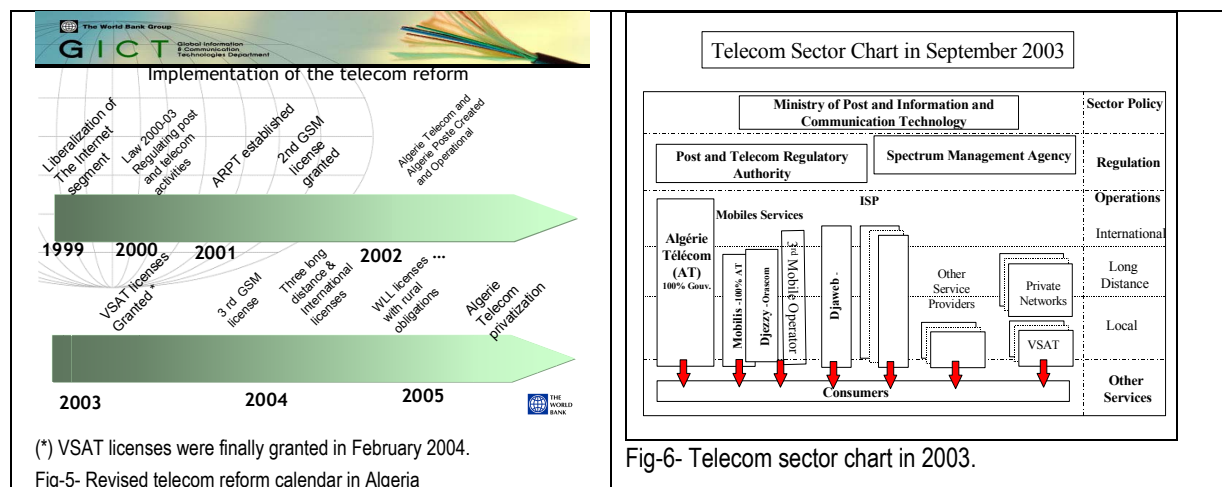 The World Bank Group
GICT
Global Information
& Communication
Technologies Department
Implementation of the telecom reform
Liberalization of
The Internet
segment
Law 2000-03
Regulating post
and telecom
activities
ARPT established
2nd GSM
license
granted
Algerie Telecom and
Algerie Poste Created
and Operational
1999
2000
2001
2002
...
VSAT licenses
Granted *
3 rd GSM
license
Three long
distance &
International
licenses
WLL licenses
with rural
obligations
Algerie
Telecom
privatization
2003
2004
2005
THE
WORLD
BANK
(*) VSAT licenses were finally granted in February 2004.
Fig-5- Revised telecom reform calendar in Algeria
Telecom Sector Chart in September 2003
Ministry of Post and Information and
Communication Technology
Sector Policy
Post and Telecom Regulatory
Authority
Spectrum Management Agency
Regulation
Operations
ISP
Mobiles Services
International
Algérie
Télécom
(AT)
100% Gouv.
Mobilis -100% AT
Djezzy -Orasom
3rd Mobile Operator
Djaweb -
Other
Service
Providers
Private
Networks
Long
Distance
VSAT
Local
Consumers
Other
Services
Fig-6- Telecom sector chart in 2003.